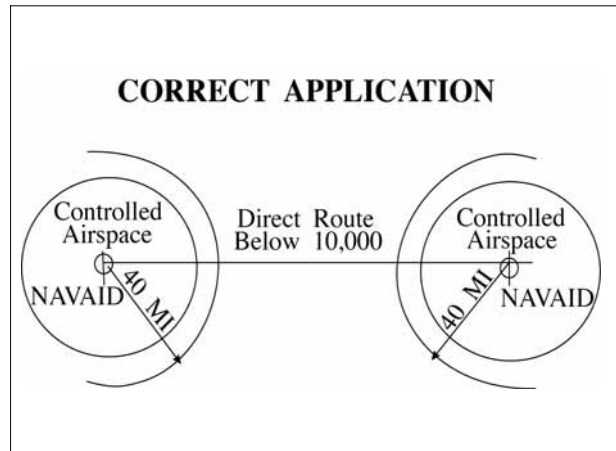 CORRECT APPLICATION
Controlled
Airspace
NAVAID
40 MI
Direct Route
Below 10,000
Controlled
Airspace
NAVAID
40 MI